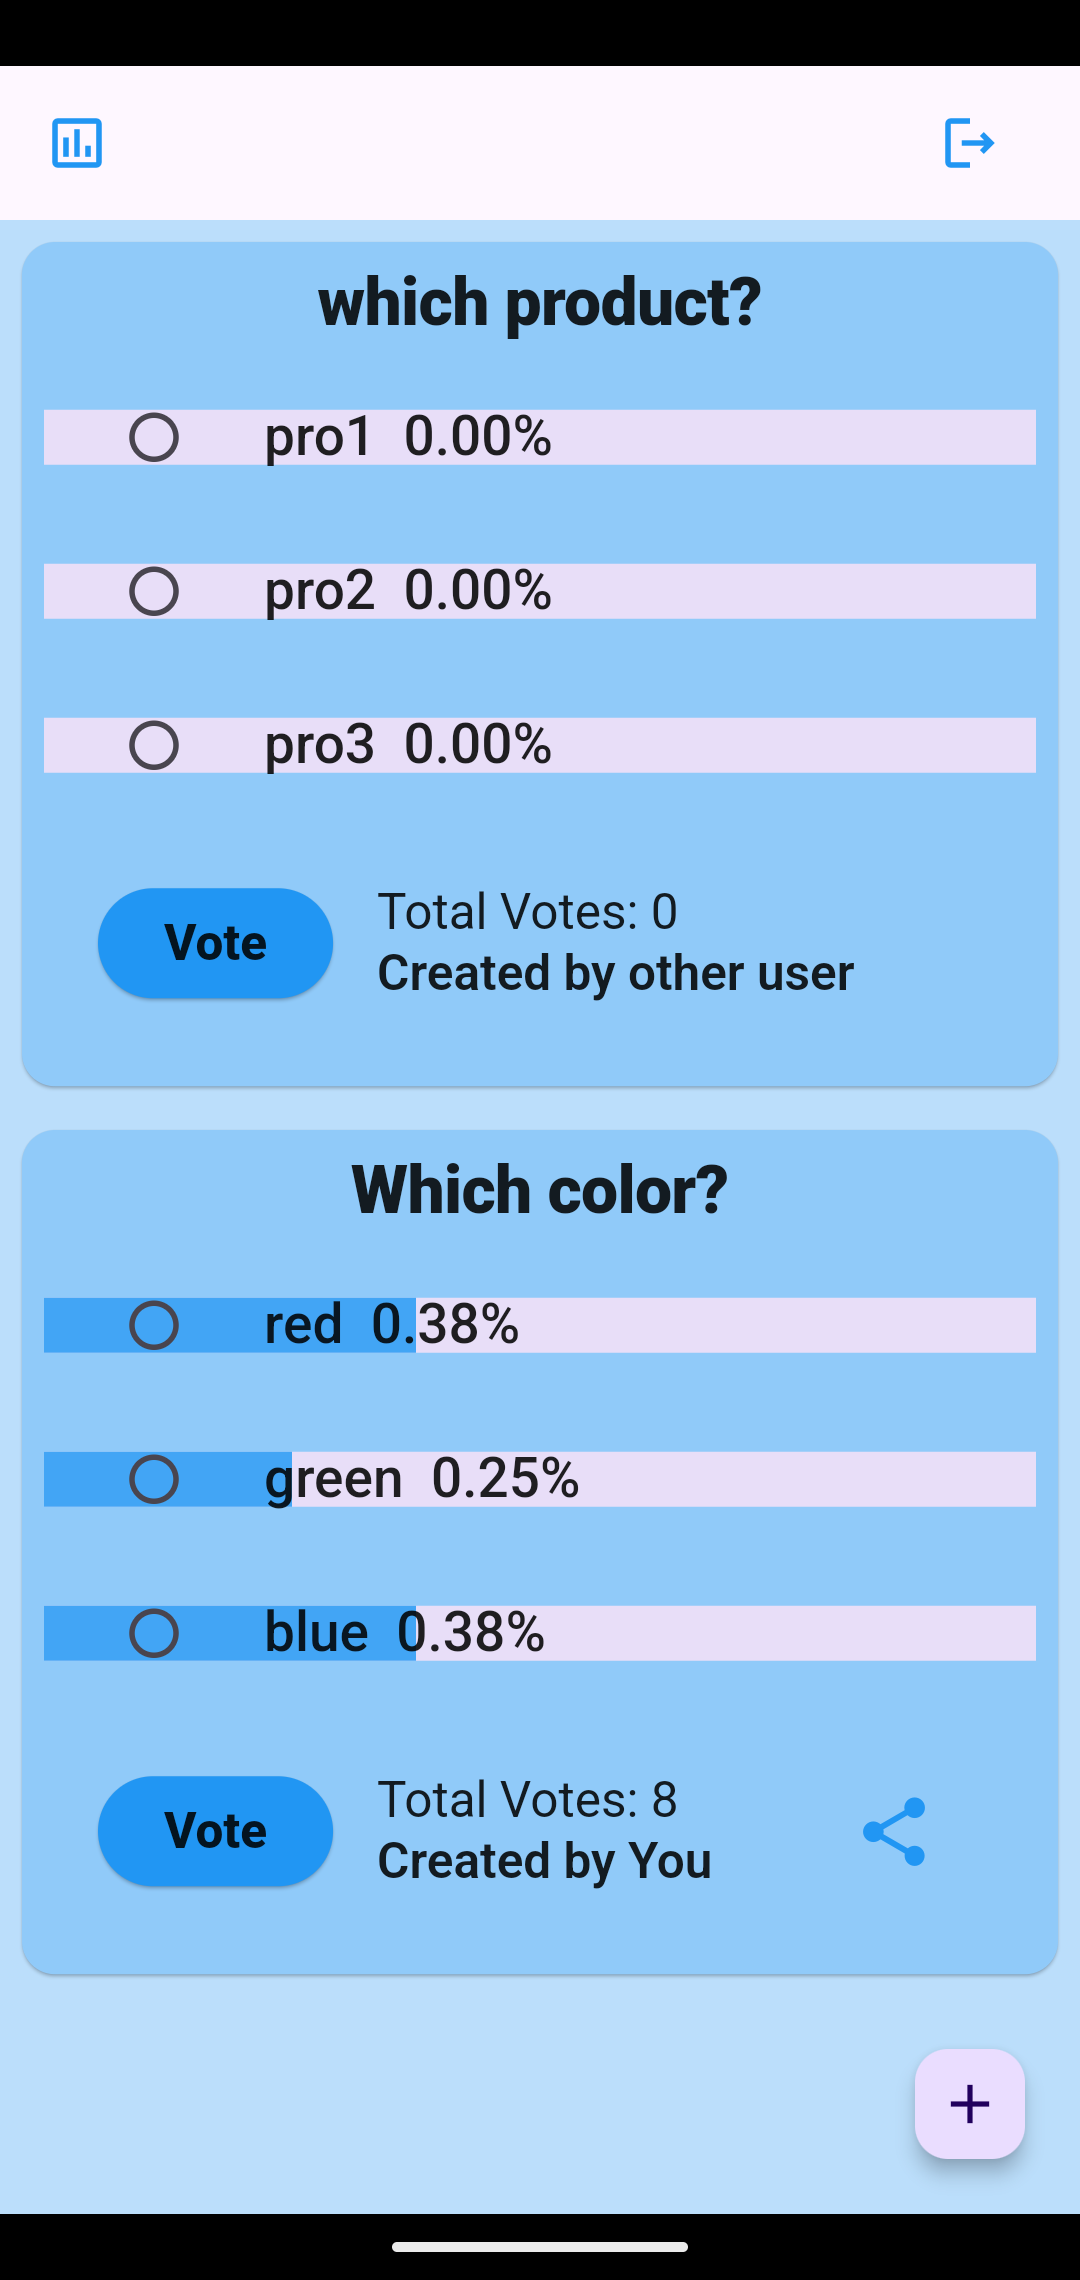 which product?
pro1 0.00%
pro2 0.00%
pro3 0.00%
Vote
Total Votes: 0
Created by other user
Which color?
red 0.38%
green 0.25%
blue 0.38%
Vote
Total Votes: 8
Created by You